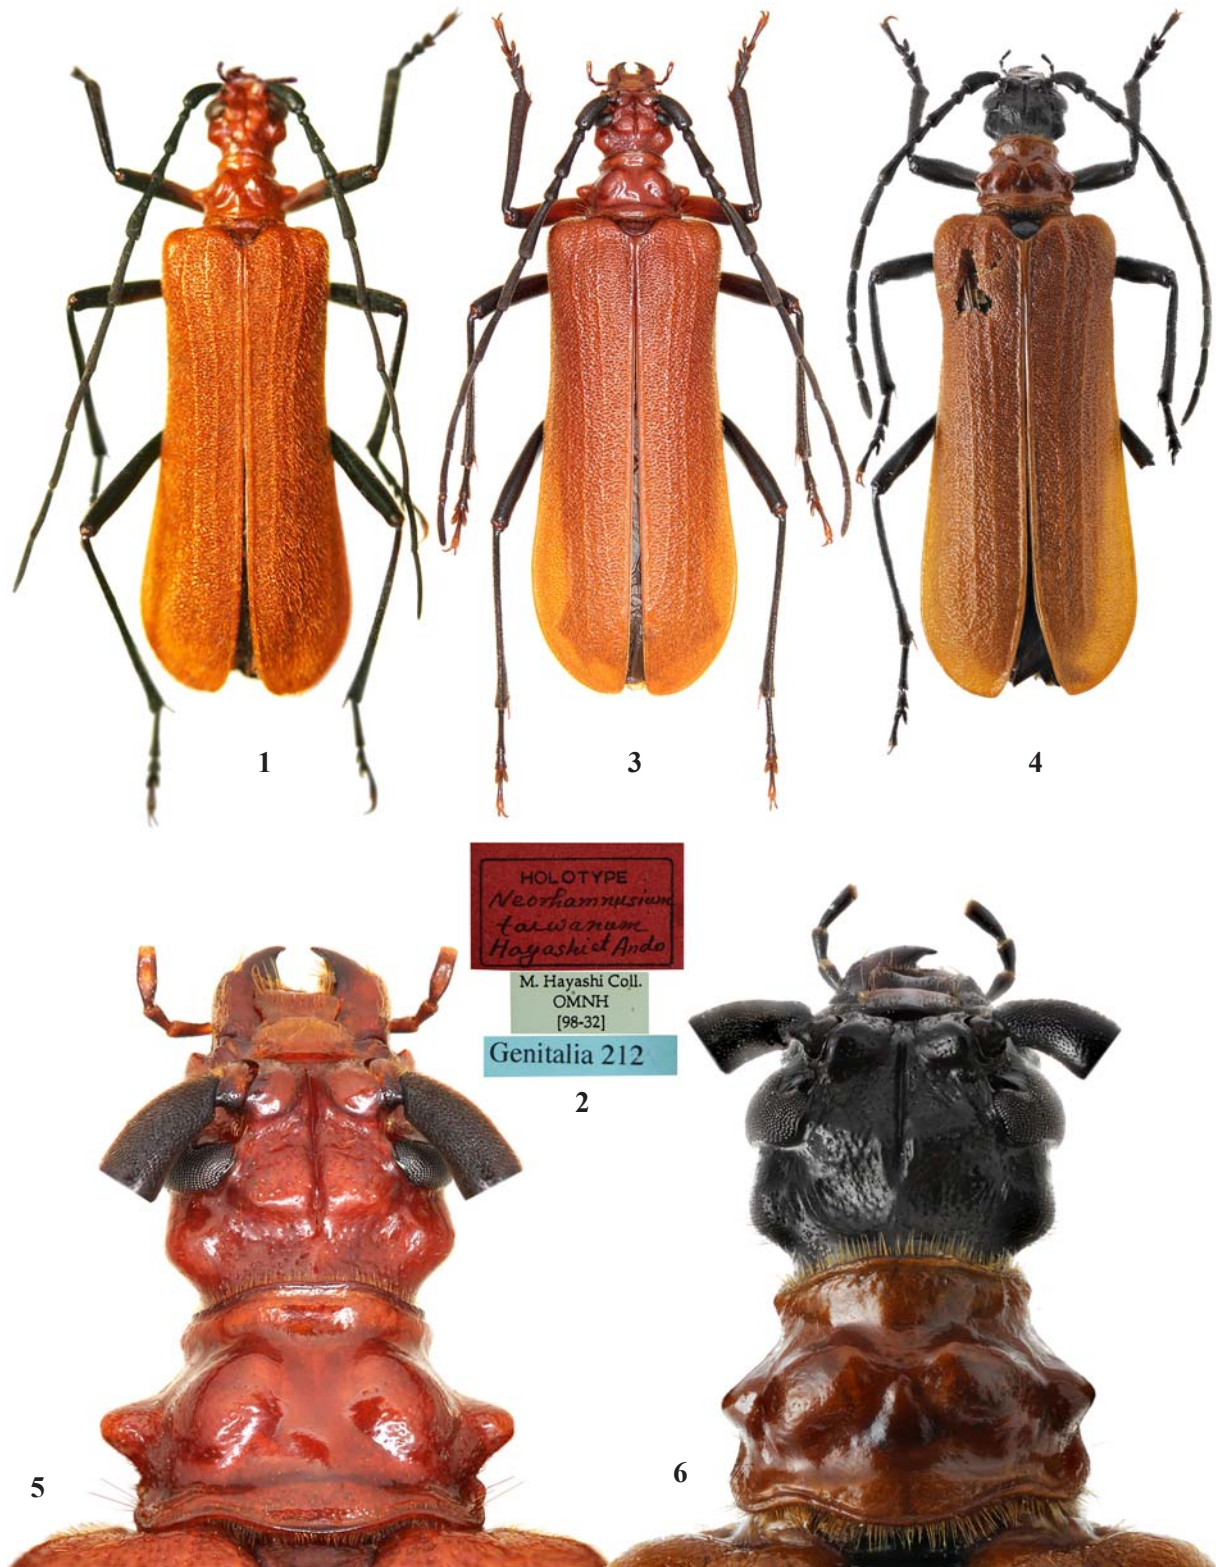 1
3
4
HOLOTYPE
Neorhamnusium
taiwanum
Hayashi et Ando
M. Hayashi Coll.
OMNH
[98-32]
Genitalia 212
2
5
6